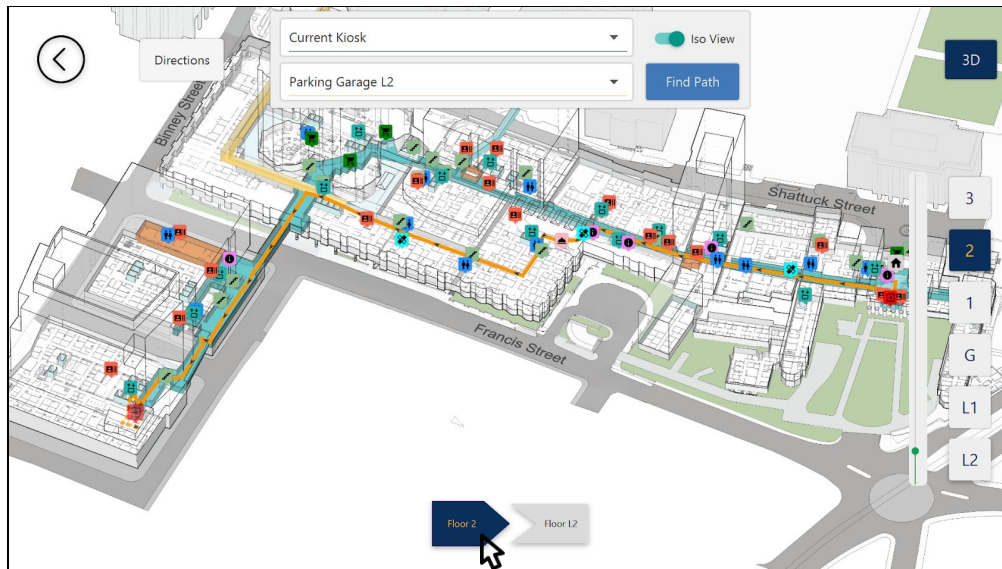 Current Kiosk
Iso View
Directions
Parking Garage L2
Find Path
3D
Binney Street
Shattuck Street
Francis Street
3
2
1
G
L1
L2
Floor 2
Floor L2